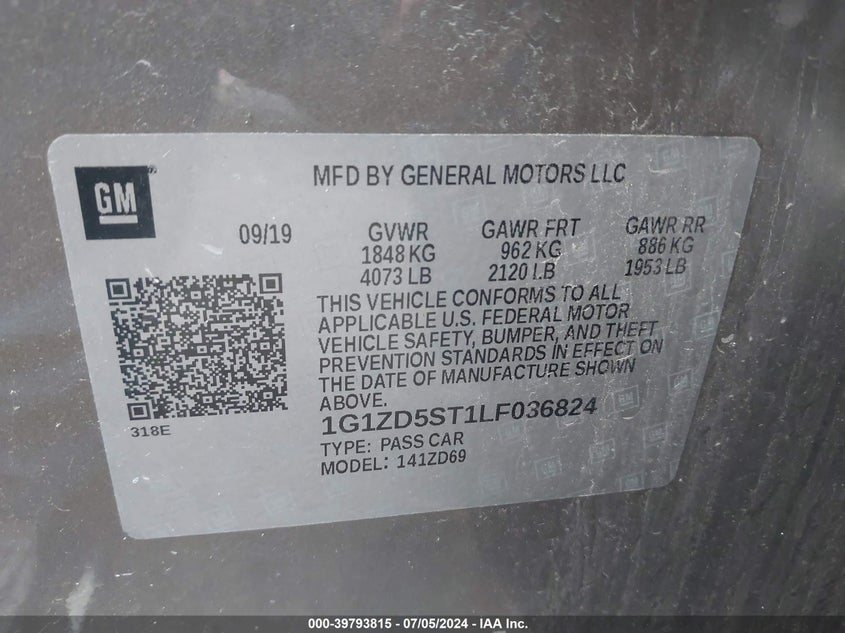 GM
MFD BY GENERAL MOTORS LLC
09/19 GVWR GAWR FRT GAWR RR
1848 KG 962 KG 886 KG
4073 LB 2120 LB 1953 LB
THIS VEHICLE CONFORMS TO ALL
APPLICABLE U.S. FEDERAL MOTOR
VEHICLE SAFETY, BUMPER, AND THEFT
PREVENTION STANDARDS IN EFFECT ON
THE DATE OF MANUFACTURE SHOWN
ABOVE.
318E
1G1ZD5ST1LF036824
TYPE: PASS CAR
MODEL: 141ZD69
000-39793815 - 07/05/2024 - IAA Inc.